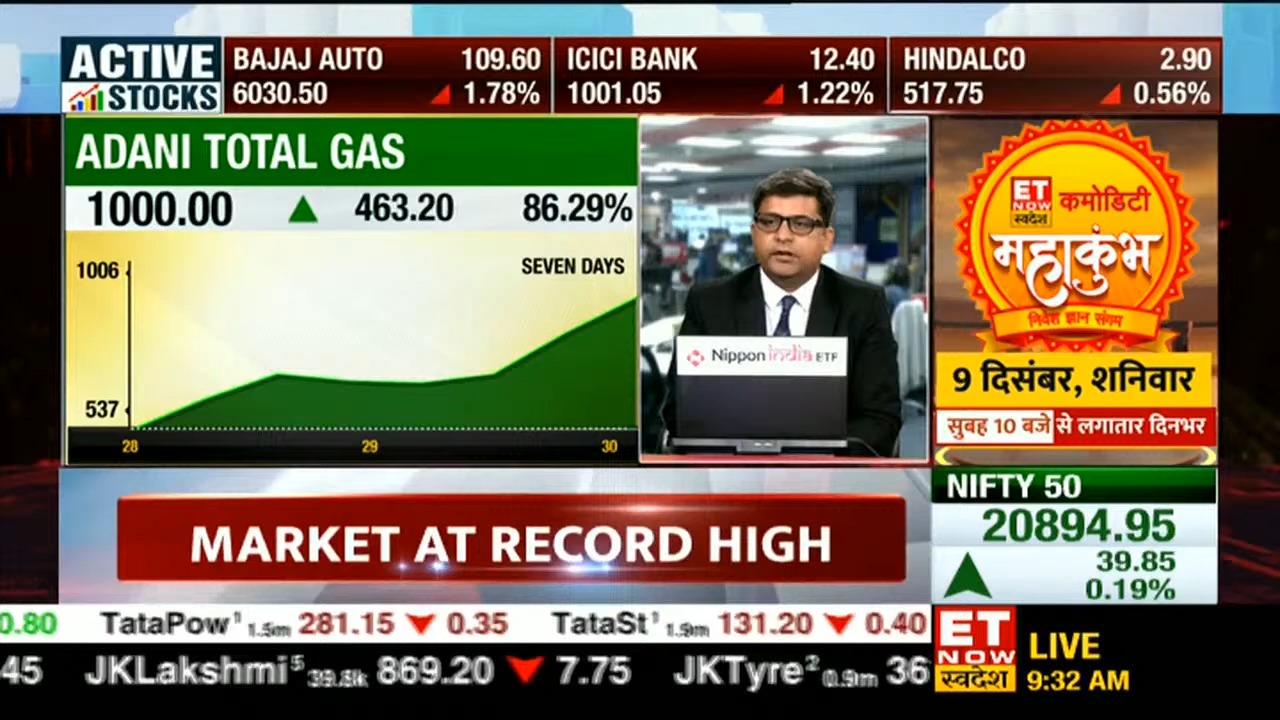 ACTIVE
STOCKS
BAJAJ AUTO 109.60
6030.50 1.78%
ICICI BANK 12.40
1001.05 1.22%
HINDALCO 2.90
517.75 0.56%
ADANI TOTAL GAS
1000.00 463.20 86.29%
SEVEN DAYS
1006
537
28 29 30
Nippon india ETF
ET
NOW
स्वदेश
कमोडिटी
महाकुंभ
निवेश ज्ञान संगम
9 दिसंबर, शनिवार
सुबह 10 बजे से लगातार दिनभर
MARKET AT RECORD HIGH
NIFTY 50
20894.95
39.85
0.19%
0.80 TataPow 1 1.5m 281.15 0.35 TataSt 1 1.9m 131.20 0.40
45 JKLakshmi 5 39.8k 869.20 7.75 JKTyre 2 0.9m 36
ET
NOW
स्वदेश
LIVE
9:32 AM